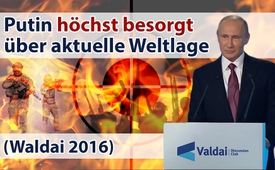 Putin höchst besorgt
über aktuelle Weltlage
(Waldai 2016)
Valdai Discussion
Club